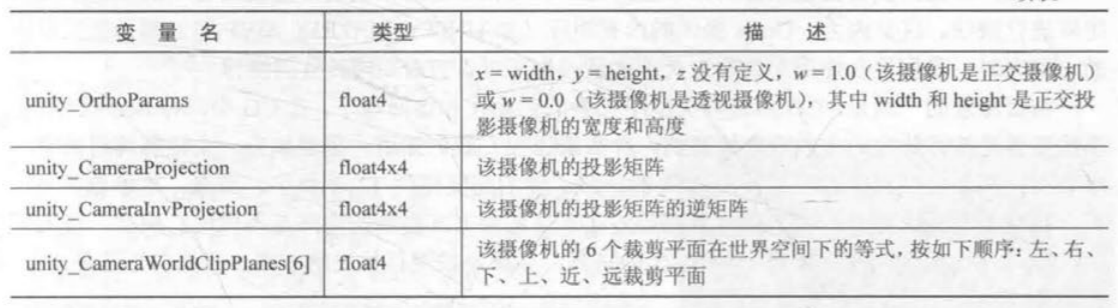 变 量 名 类型 描 述
unity_OrthoParams float4 x = width，y = height，z 没有定义，w = 1.0（该摄像机是正交摄像机）
或 w = 0.0（该摄像机是透视摄像机），其中 width 和 height 是正交投
影摄像机的宽度和高度
unity_CameraProjection float4x4 该摄像机的投影矩阵
unity_CameraInvProjection float4x4 该摄像机的投影矩阵的逆矩阵
unity_CameraWorldClipPlanes[6] float4 该摄像机的 6 个裁剪平面在世界空间下的等式，按如下顺序：左、右、
下、上、近、远裁剪平面